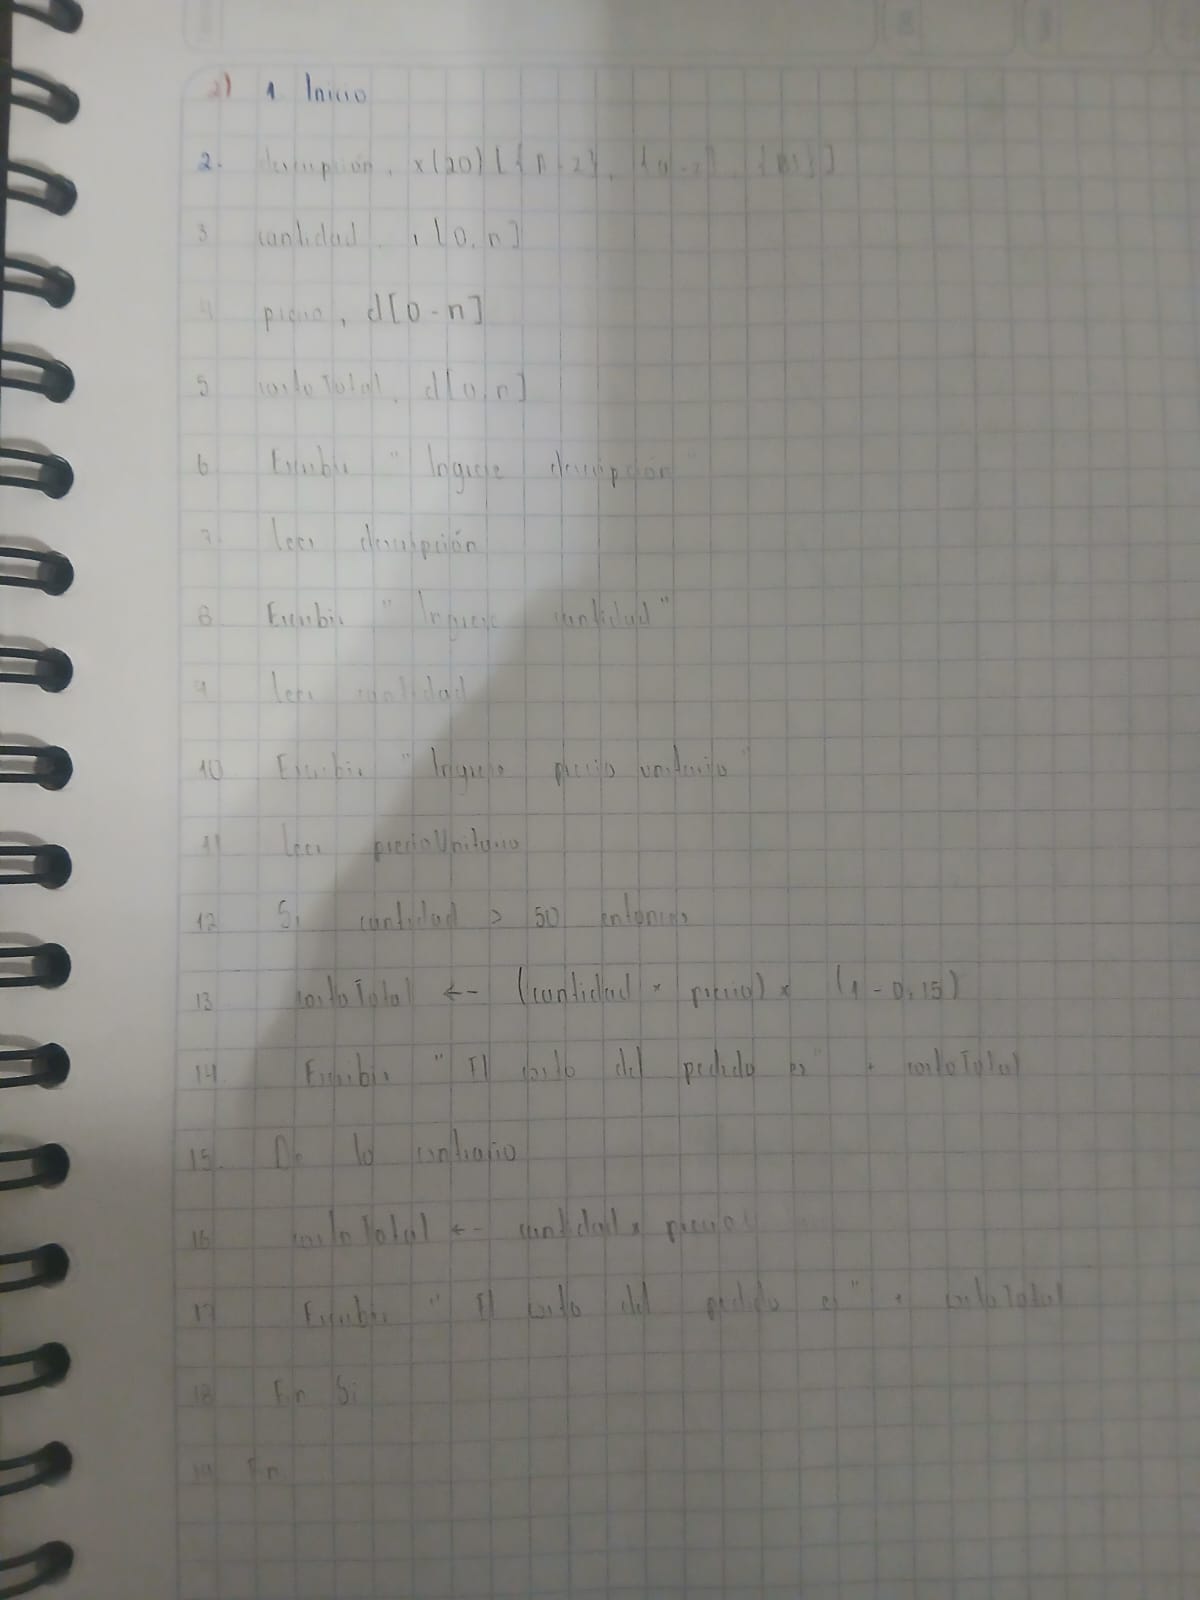 2) 1 Inicio
2. descripción, x(20) [{A-Z}, {a-z},
3 cantidad, i [0, n]
4 precio, d[0-n]
5 costoTotal, d[0, n]
6 Escribir "Ingrese descripción"
7. Leer descripción
8 Escribir "Ingrese cantidad"
9 Leer cantidad
10 Escribir "Ingrese precio unitario"
11 Leer precioUnitario
12 Si cantidad > 50 entonces
13 costoTotal ← (cantidad * precio) * (1 - 0,15)
14 Escribir "El costo del pedido es" + costoTotal
15. De lo contrario
16 costoTotal ← cantidad *
17 Escribir "El costo del pedido es" + costoTotal
18 Fin Si
19 Fin